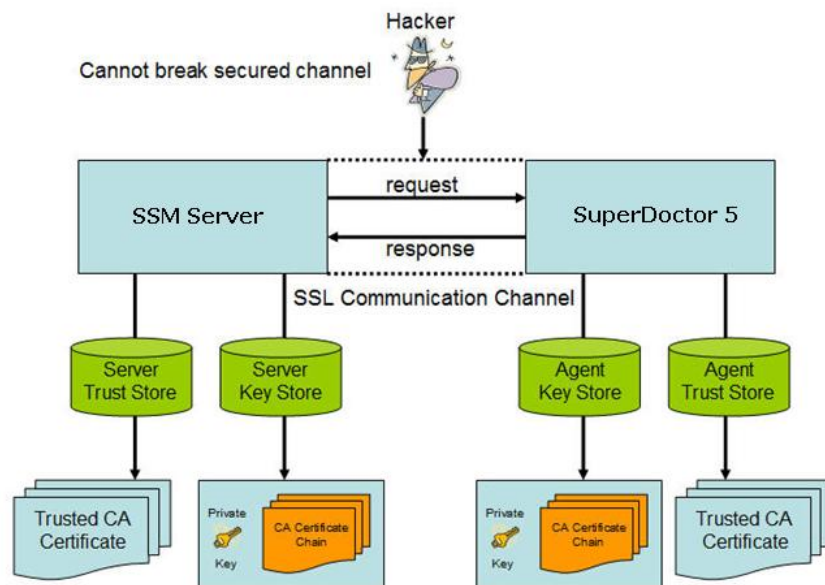 Hacker
Cannot break secured channel
SSM Server
request
response
SuperDoctor 5
SSL Communication Channel
Server
Trust Store
Server
Key Store
Agent
Key Store
Agent
Trust Store
Trusted CA
Certificate
Private
Key
CA Certificate
Chain
Private
Key
CA Certificate
Chain
Trusted CA
Certificate